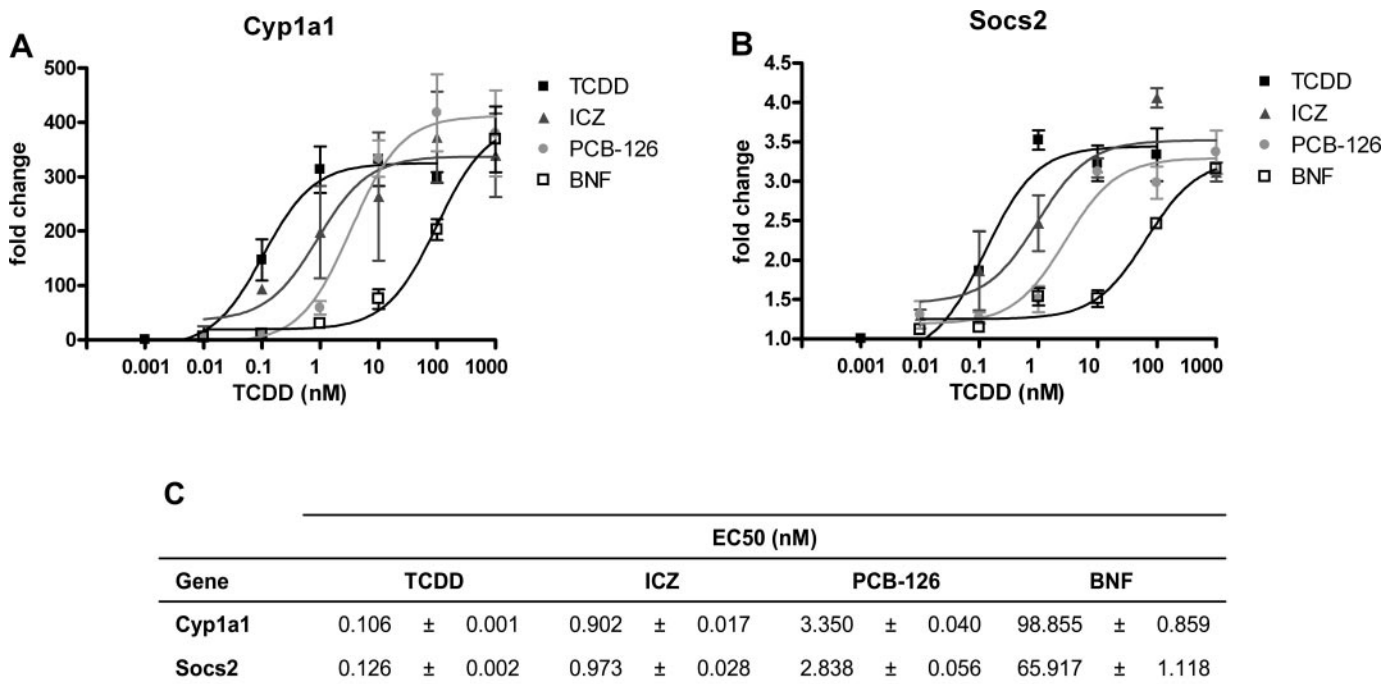 A
Cyp1a1
500
400
300
200
100
0
fold change
0.001 0.01 0.1 1 10 100 1000
TCDD (nM)
TCDD
ICZ
PCB-126
BNF
B
Socs2
4.5
4.0
3.5
3.0
2.5
2.0
1.5
1.0
fold change
0.001 0.01 0.1 1 10 100 1000
TCDD (nM)
TCDD
ICZ
PCB-126
BNF
C
EC50 (nM)
Gene TCDD ICZ PCB-126 BNF
Cyp1a1 0.106 ± 0.001 0.902 ± 0.017 3.350 ± 0.040 98.855 ± 0.859
Socs2 0.126 ± 0.002 0.973 ± 0.028 2.838 ± 0.056 65.917 ± 1.118